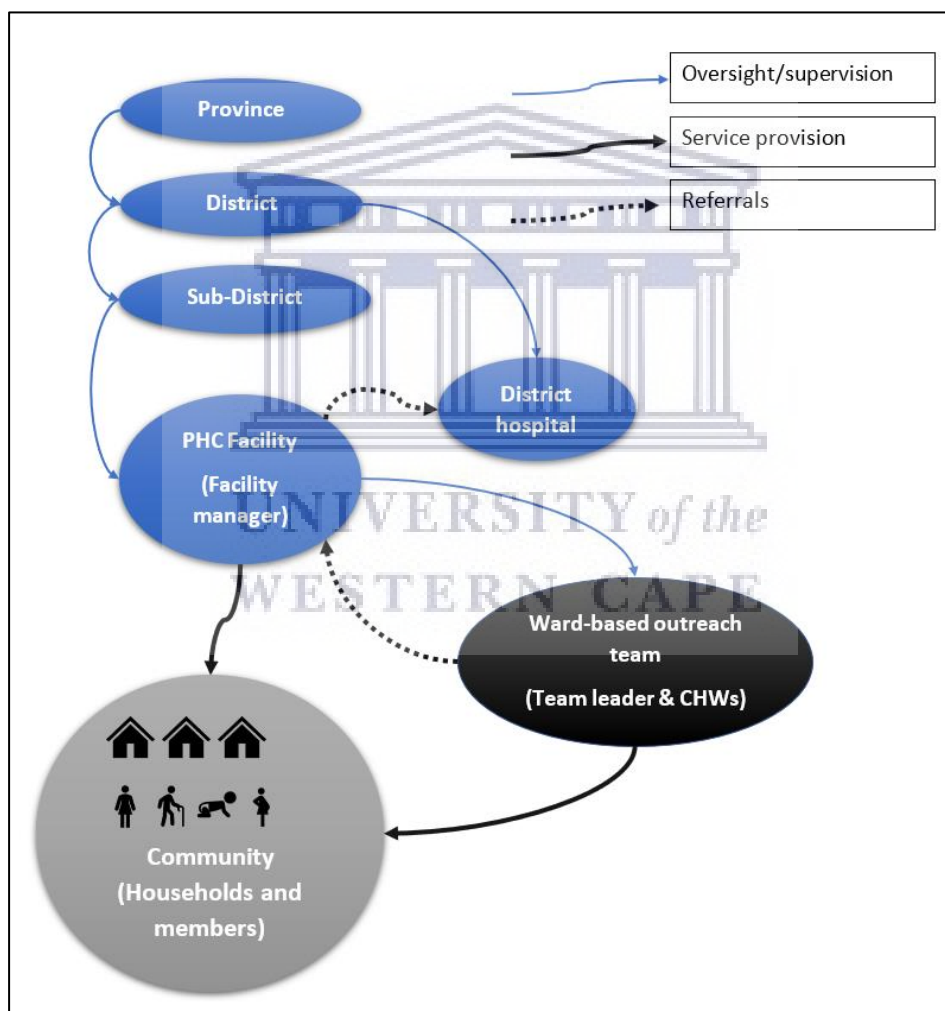 Province
District
Sub-District
District
hospital
PHC Facility
(Facility
manager)
Ward-based outreach
team
(Team leader & CHWs)
Community
(Households and
members)
Oversight/supervision
Service provision
Referrals
UNIVERSITY of the
WESTERN CAPE